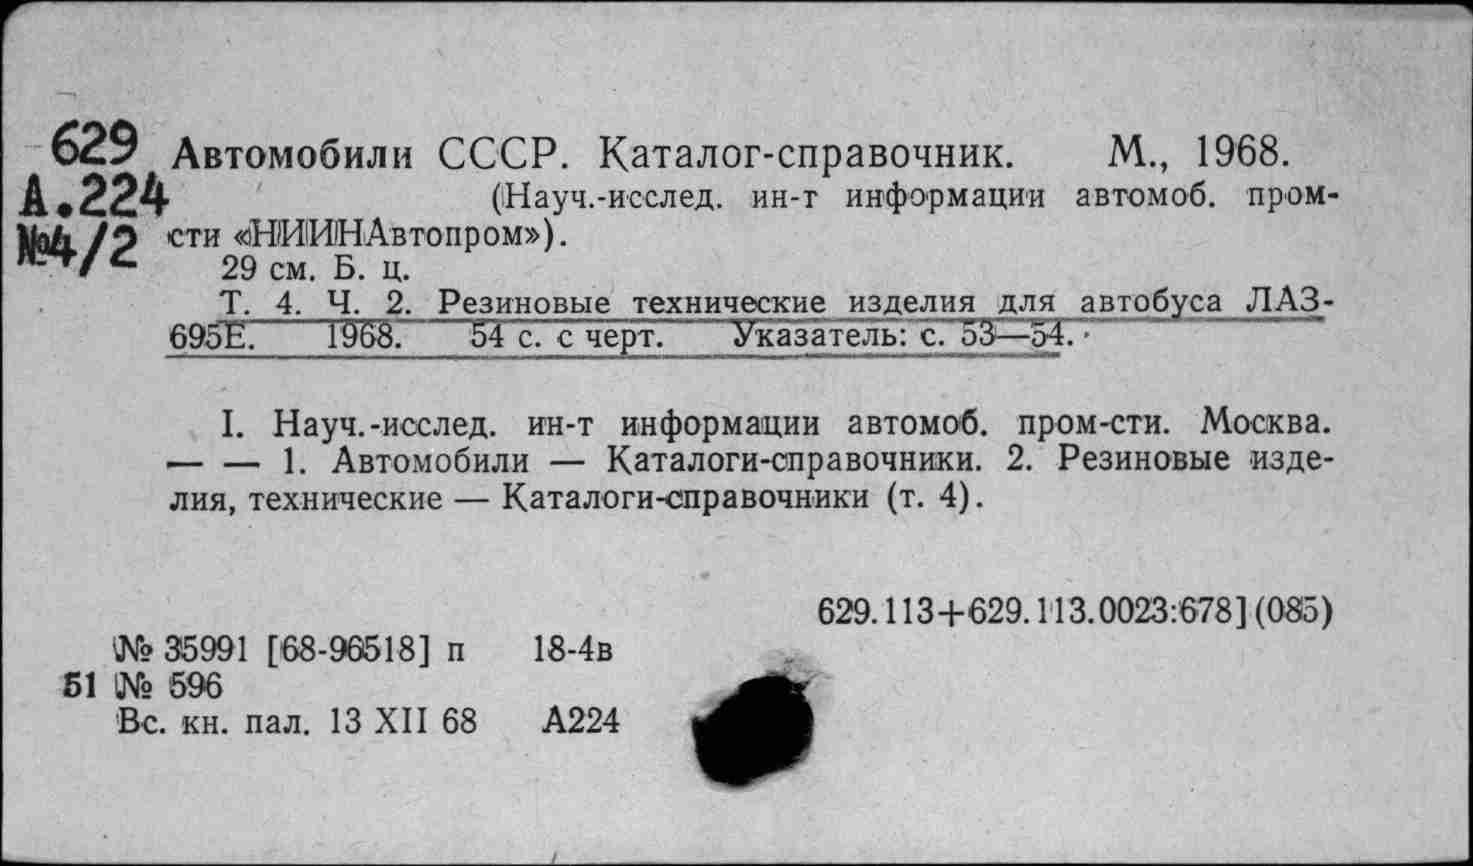 629 Автомобили СССР. Каталог-справочник. М., 1968.
А.224 (Науч.-исслед. ин-т информации автомоб. пром-
№4/2 сти «НИИНАвтопром»).
29 см. Б. ц.
Т. 4. Ч. 2. Резиновые технические изделия для автобуса ЛАЗ-
695Е. 1968. 54 с. с черт. Указатель: с. 53—54.
I. Науч.-исслед. ин-т информации автомоб. пром-сти. Москва.
— — 1. Автомобили — Каталоги-справочники. 2. Резиновые изде-
лия, технические — Каталоги-справочники (т. 4).
629.113+629.113.0023:678](085)
№ 35991 [68-96518] п 18-4в
51 № 596
Вс. кн. пал. 13 XII 68 А224